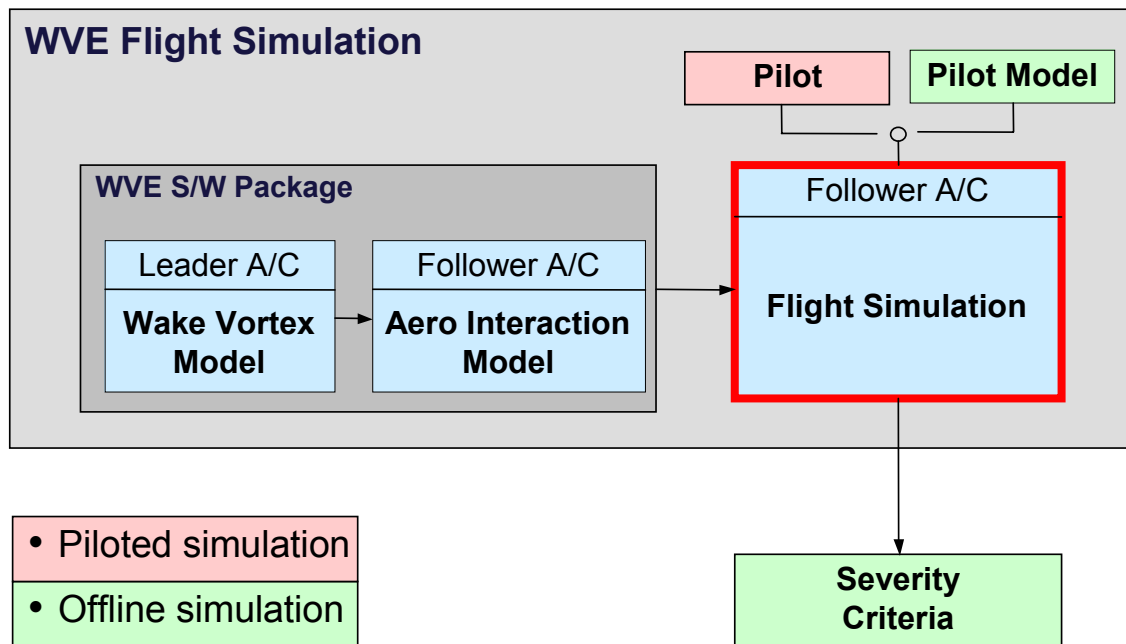 WVE Flight Simulation
Pilot
Pilot Model
WVE S/W Package
Leader A/C
Wake Vortex
Model
Follower A/C
Aero Interaction
Model
Follower A/C
Flight Simulation
• Piloted simulation
• Offline simulation
Severity
Criteria